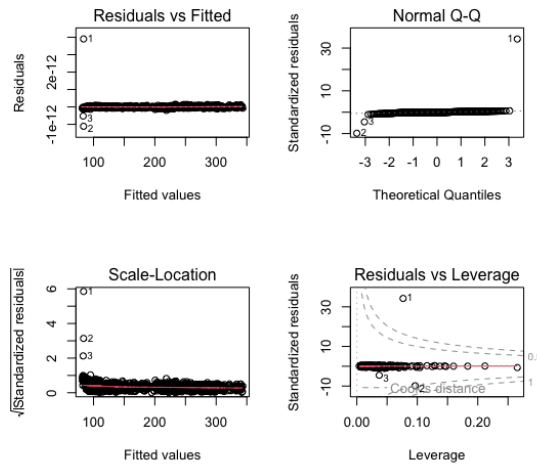 Residuals vs Fitted
Residuals
-1e-12 2e-12
1
3
2
100 200 300
Fitted values
Normal Q-Q
Standardized residuals
-10 10 30
1
3
2
-3 -2 -1 0 1 2 3
Theoretical Quantiles
Scale-Location
√|Standardized residuals|
0 2 4 6
1
2
3
100 200 300
Fitted values
Residuals vs Leverage
Standardized residuals
-10 10 30
1
3
2
Cook's distance
1
0.00 0.10 0.20
Leverage